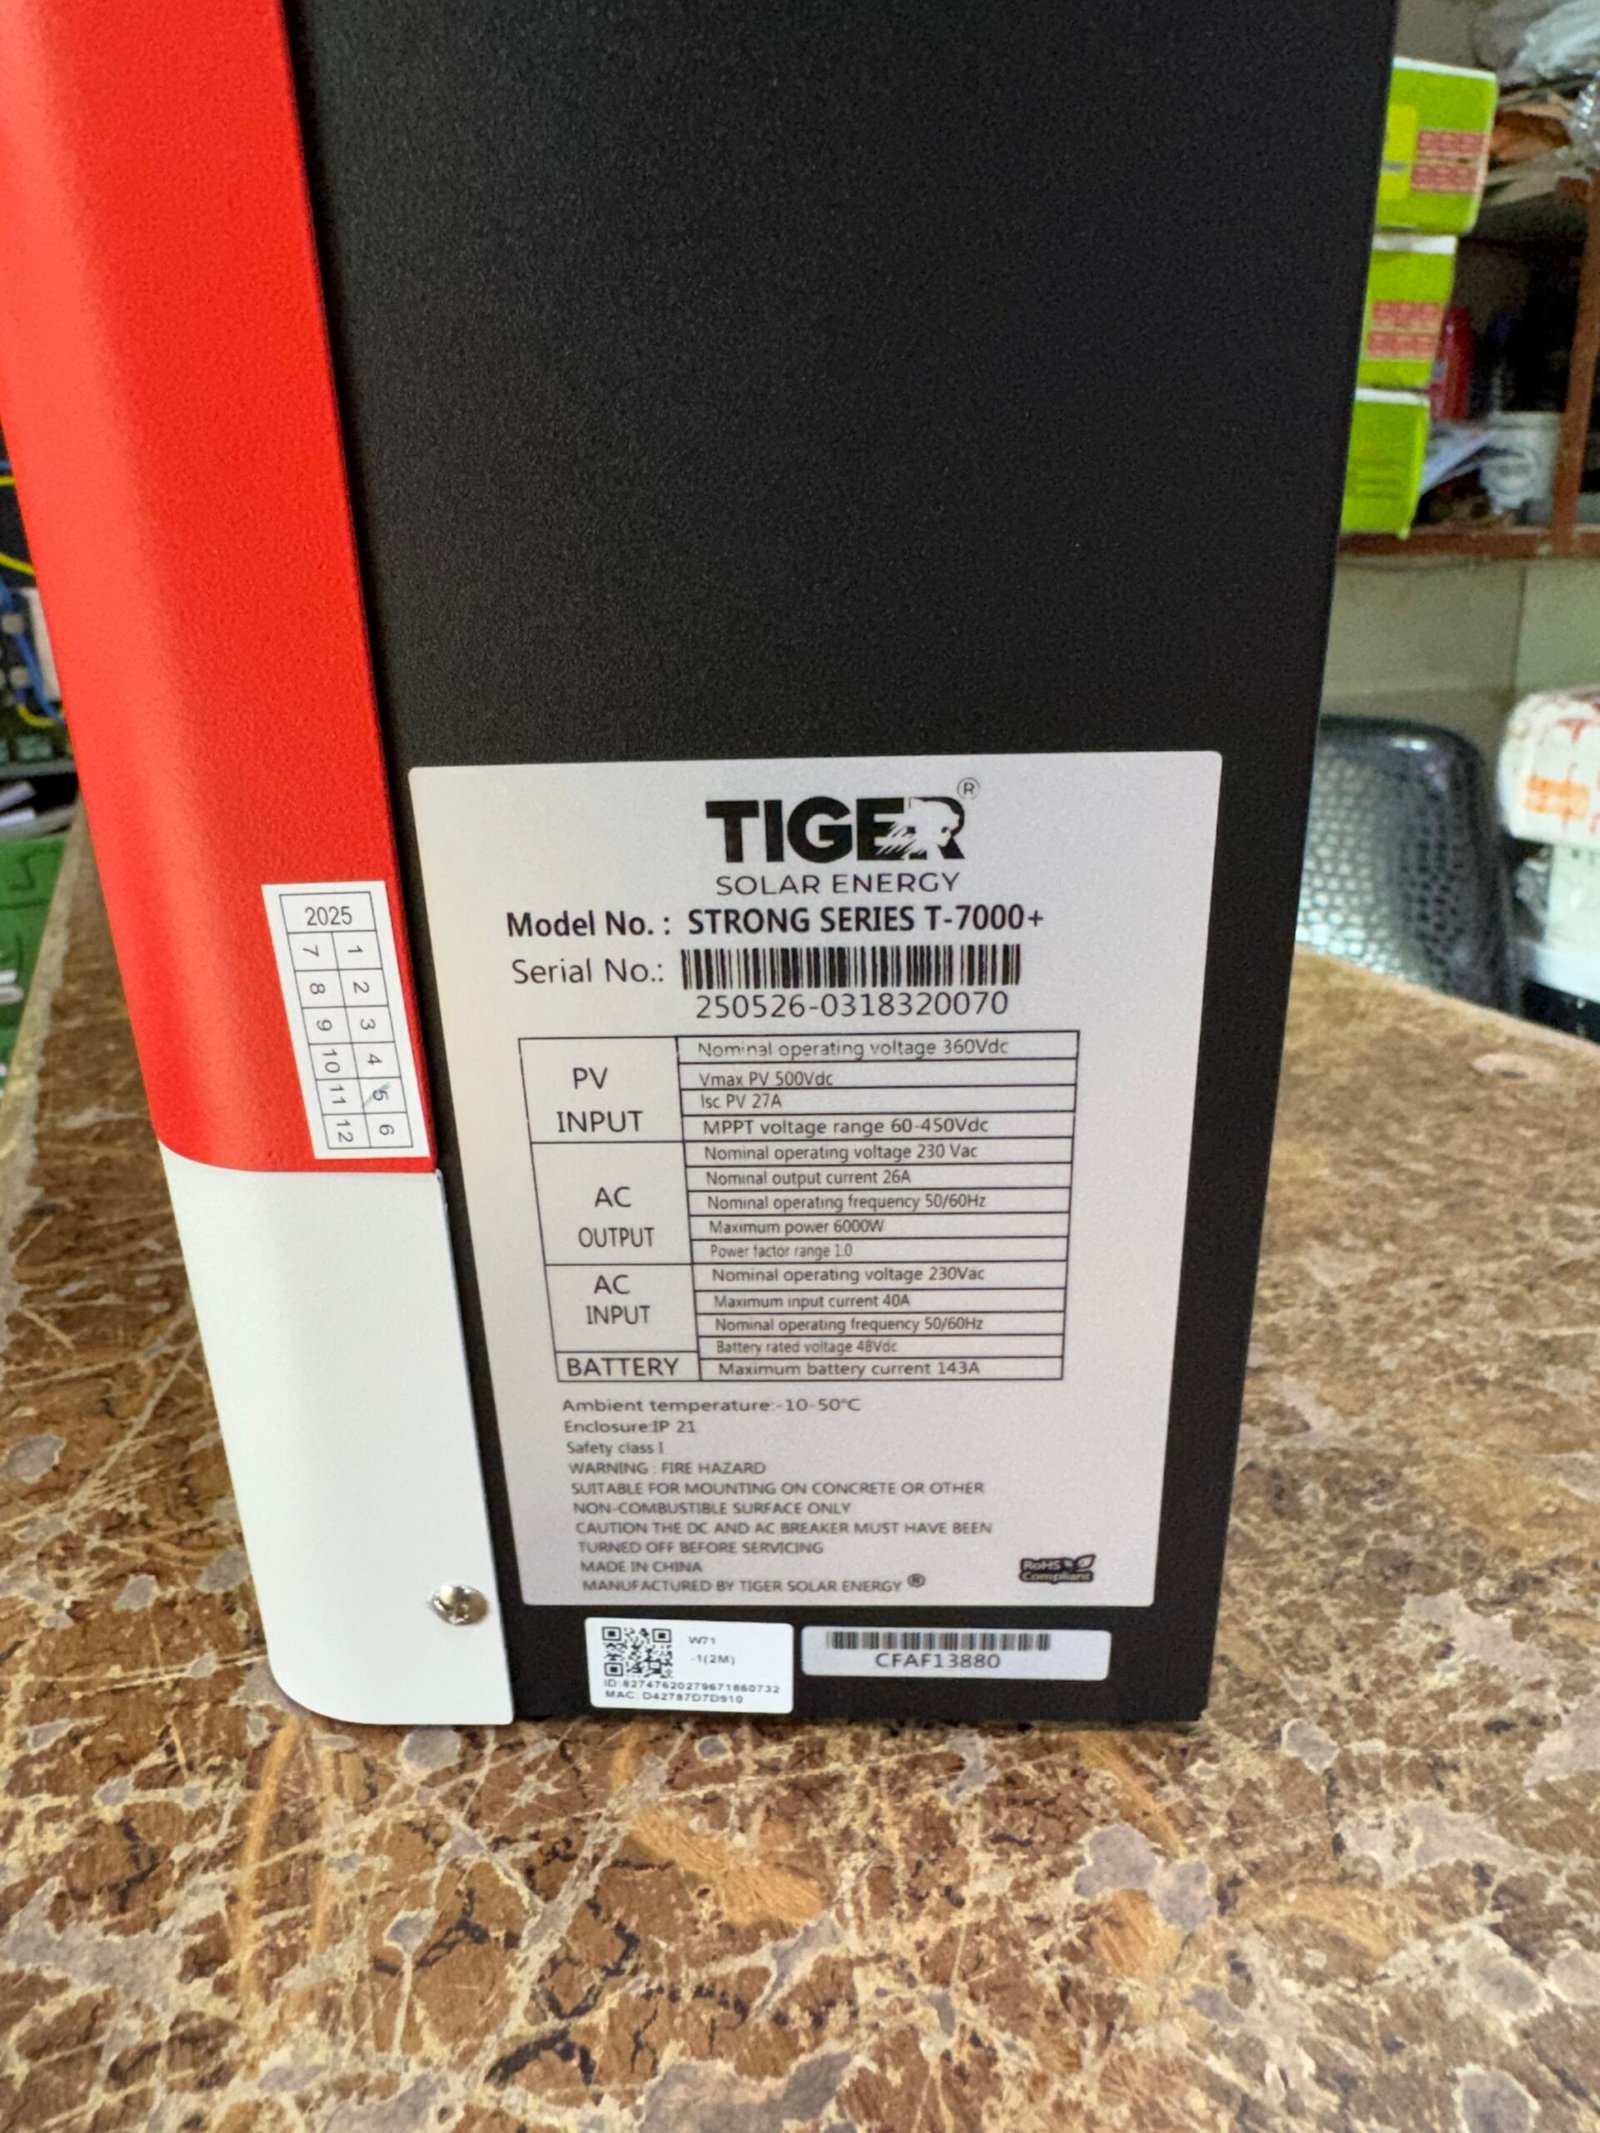 TIGER®
SOLAR ENERGY
Model No. : STRONG SERIES T-7000+
Serial No.:
250526-0318320070
PV INPUT
Nominal operating voltage 360Vdc
Vmax PV 500Vdc
Isc PV 27A
MPPT voltage range 60-450Vdc
AC OUTPUT
Nominal operating voltage 230 Vac
Nominal output current 26A
Nominal operating frequency 50/60Hz
Maximum power 6000W
Power factor range 1.0
AC INPUT
Nominal operating voltage 230Vac
Maximum input current 40A
Nominal operating frequency 50/60Hz
Battery rated voltage 48Vdc
BATTERY
Maximum battery current 143A
Ambient temperature:-10-50°C
Enclosure:IP 21
Safety class I
WARNING : FIRE HAZARD
SUITABLE FOR MOUNTING ON CONCRETE OR OTHER
NON-COMBUSTIBLE SURFACE ONLY
CAUTION THE DC AND AC BREAKER MUST HAVE BEEN
TURNED OFF BEFORE SERVICING
MADE IN CHINA
MANUFACTURED BY TIGER SOLAR ENERGY ®
RoHS
Compliant
2025
7 1
8 2
9 3
10 4
11 5
12 6
W71
-1(2M)
ID:82747620279671860732
MAC: D42787D7D910
CFAF13880